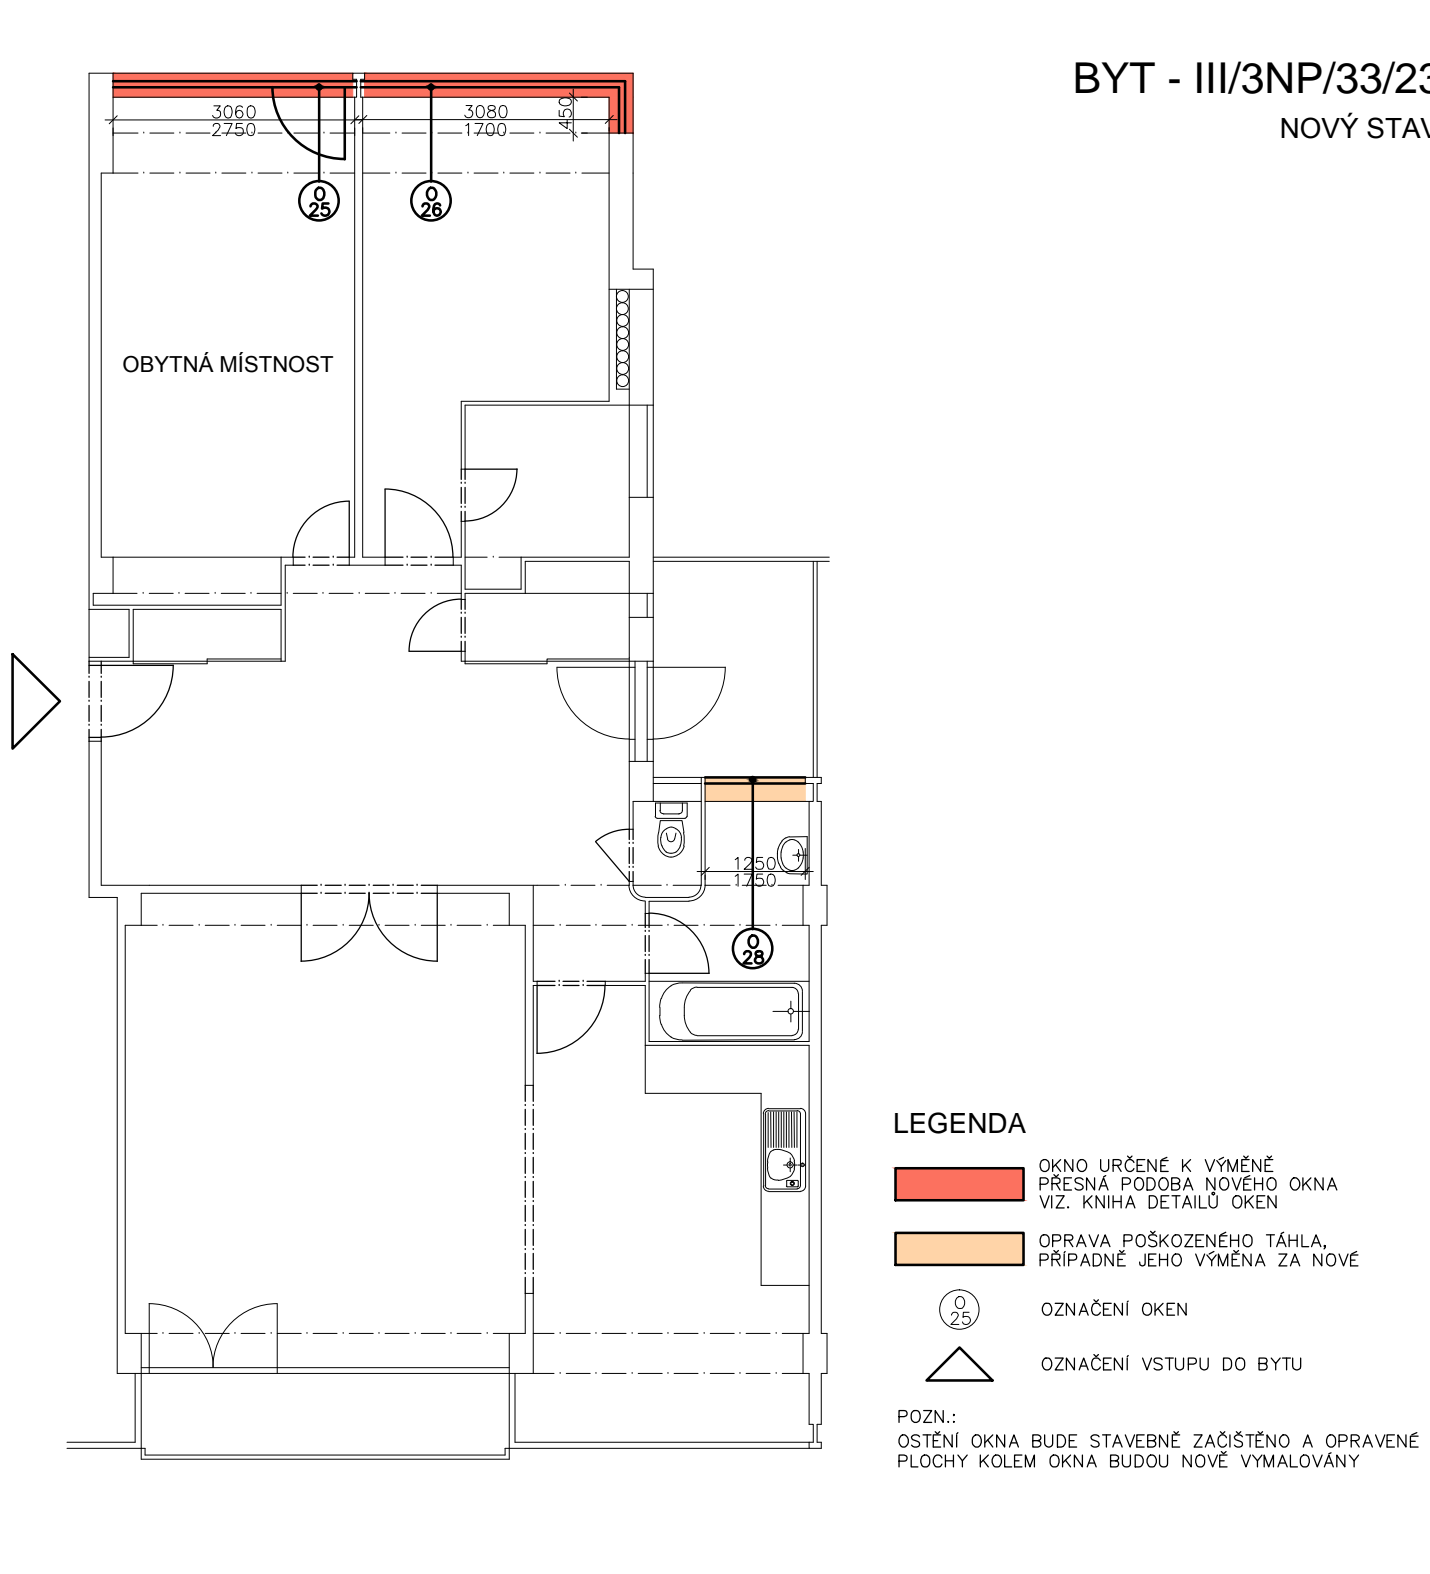 BYT - III/3NP/33/23
NOVÝ STAV
3060
2750
3080
1700
450
O
25
O
26
OBYTNÁ MÍSTNOST
1250
1750
O
28
LEGENDA
OKNO URČENÉ K VÝMĚNĚ
PŘESNÁ PODOBA NOVÉHO OKNA
VIZ. KNIHA DETAILŮ OKEN
OPRAVA POŠKOZENÉHO TÁHLA,
PŘÍPADNĚ JEHO VÝMĚNA ZA NOVÉ
O
25
OZNAČENÍ OKEN
OZNAČENÍ VSTUPU DO BYTU
POZN.:
OSTĚNÍ OKNA BUDE STAVEBNĚ ZAČIŠTĚNO A OPRAVENÉ
PLOCHY KOLEM OKNA BUDOU NOVĚ VYMALOVÁNY